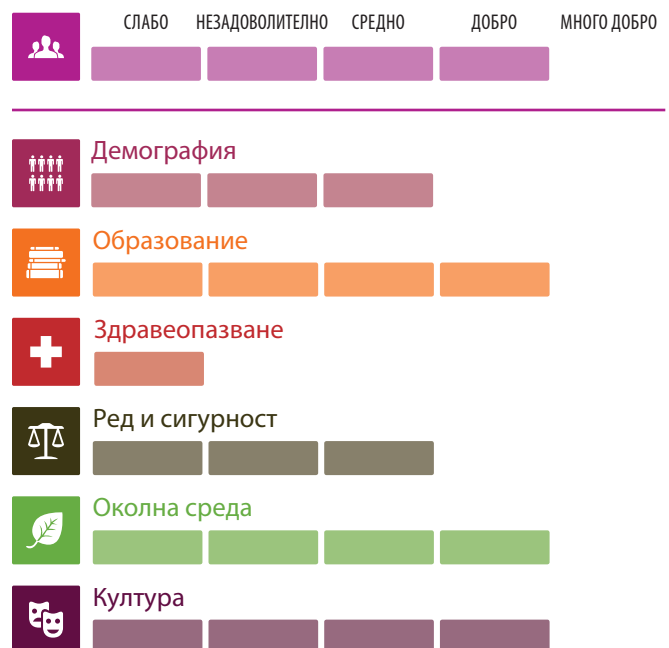 СЛАБО НЕЗАДОВОЛИТЕЛНО СРЕДНО ДОБРО МНОГО ДОБРО
Демография
Образование
Здравеопазване
Ред и сигурност
Околна среда
Култура